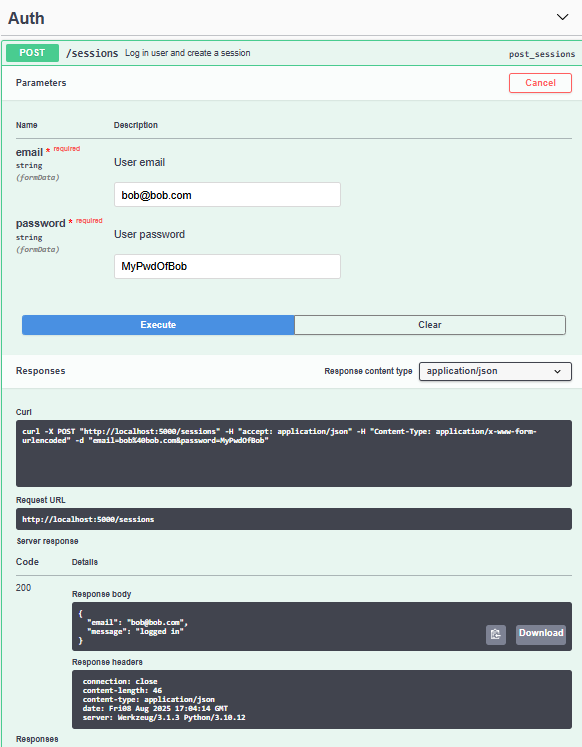 Auth
POST /sessions Log in user and create a session post_sessions
Parameters Cancel
Name Description
email * required
string
(formData)
User email
bob@bob.com
password * required
string
(formData)
User password
MyPwdOfBob
Execute Clear
Responses Response content type application/json
Curl
curl -X POST "http://localhost:5000/sessions" -H "accept: application/json" -H "Content-Type: application/x-www-form-
urlencoded" -d "email=bob%40bob.com&password=MyPwdOfBob"
Request URL
http://localhost:5000/sessions
Server response
Code Details
200
Response body
{
"email": "bob@bob.com",
"message": "logged in"
}
Download
Response headers
connection: close
content-length: 46
content-type: application/json
date: Fri08 Aug 2025 17:04:14 GMT
server: Werkzeug/3.1.3 Python/3.10.12
Responses